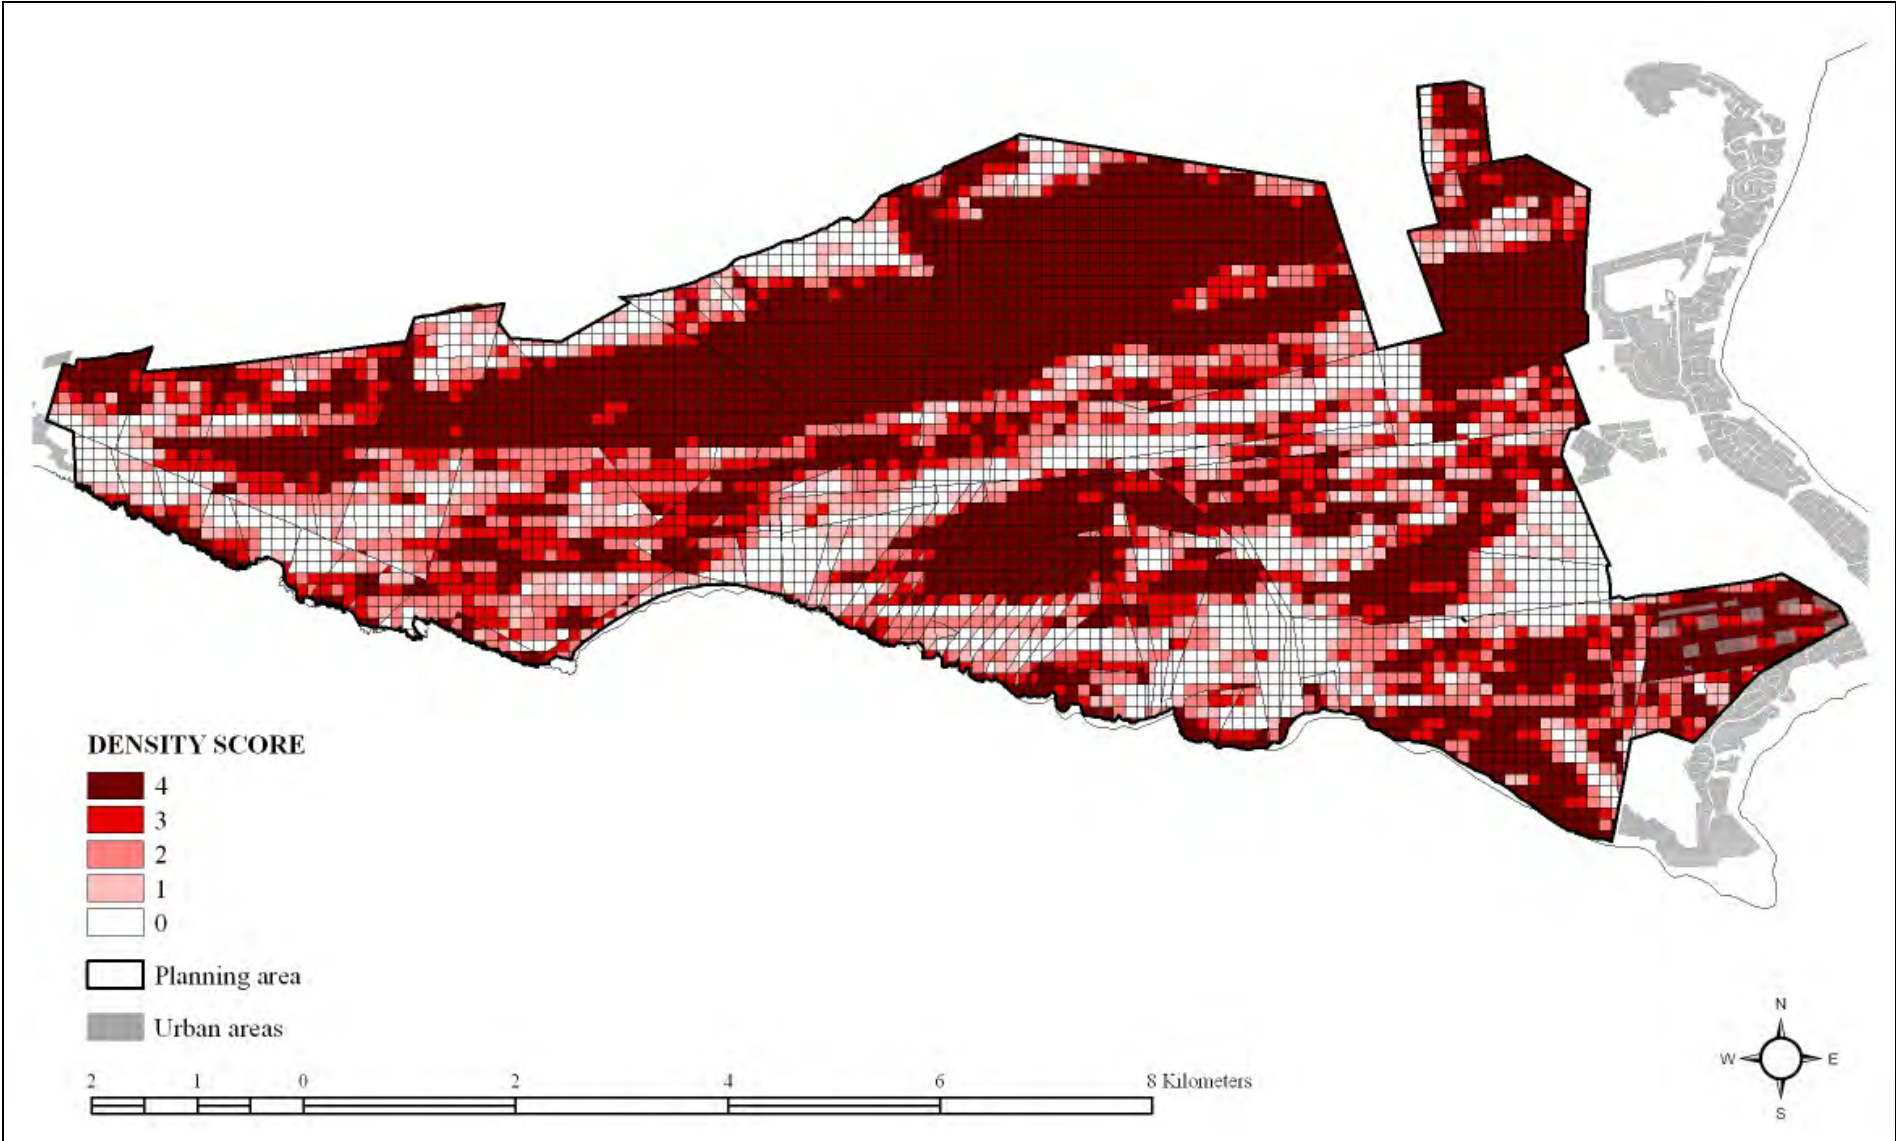 DENSITY SCORE
4
3
2
1
0
Planning area
Urban areas
2 1 0 2 4 6 8 Kilometers
N
W E
S